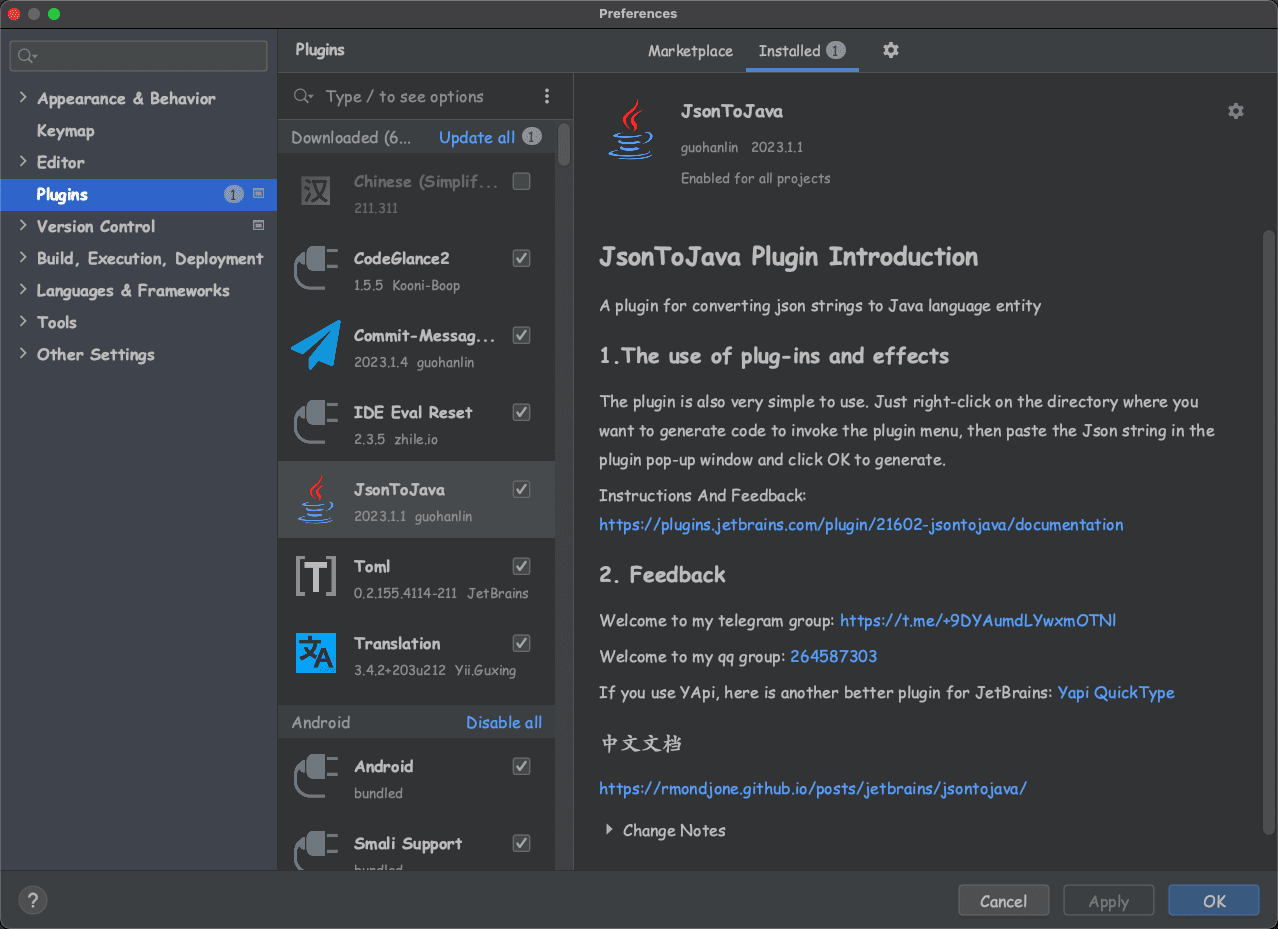 Preferences
Appearance & Behavior
Keymap
Editor
Plugins 1
Version Control
Build, Execution, Deployment
Languages & Frameworks
Tools
Other Settings
Plugins
Marketplace
Installed 1
Type / to see options
Downloaded (6...
Update all 1
汉
Chinese (Simplif...
211.311
CodeGlance2
1.5.5 Kooni-Boop
Commit-Messag...
2023.1.4 guohanlin
IDE Eval Reset
2.3.5 zhile.io
JsonToJava
2023.1.1 guohanlin
[T]
Toml
0.2.155.4114-211 JetBrains
文A
Translation
3.4.2+203u212 Yii.Guxing
Android
Disable all
Android
bundled
Smali Support
bundled
JsonToJava
guohanlin 2023.1.1
Enabled for all projects
JsonToJava Plugin Introduction
A plugin for converting json strings to Java language entity
1.The use of plug-ins and effects
The plugin is also very simple to use. Just right-click on the directory where you
want to generate code to invoke the plugin menu, then paste the Json string in the
plugin pop-up window and click OK to generate.
Instructions And Feedback:
https://plugins.jetbrains.com/plugin/21602-jsontojava/documentation
2. Feedback
Welcome to my telegram group: https://t.me/+9DYAumdLYwxmOTNl
Welcome to my qq group: 264587303
If you use YApi, here is another better plugin for JetBrains: Yapi QuickType
中文文档
https://rmondjone.github.io/posts/jetbrains/jsontojava/
Change Notes
?
Cancel
Apply
OK